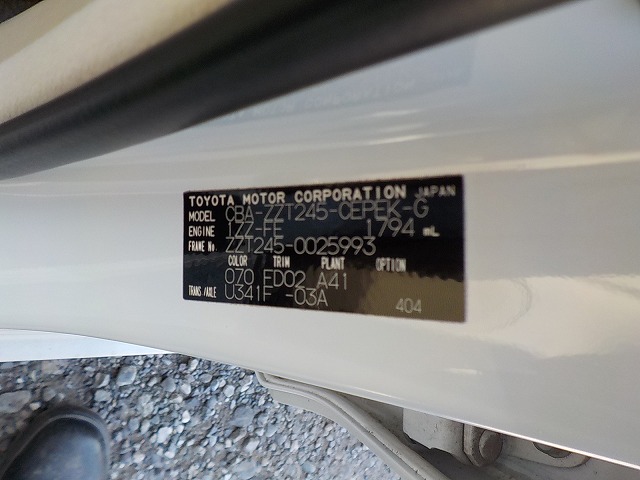 TOYOTA MOTOR CORPORATION JAPAN
MODEL CBA-ZZT245-CEPEK-G
ENGINE 1ZZ-FE 1794 mL
FRAME No. ZZT245-0025993
COLOR TRIM PLANT OPTION
070 FD02 A41
TRANS/AXLE U341F -03A 404